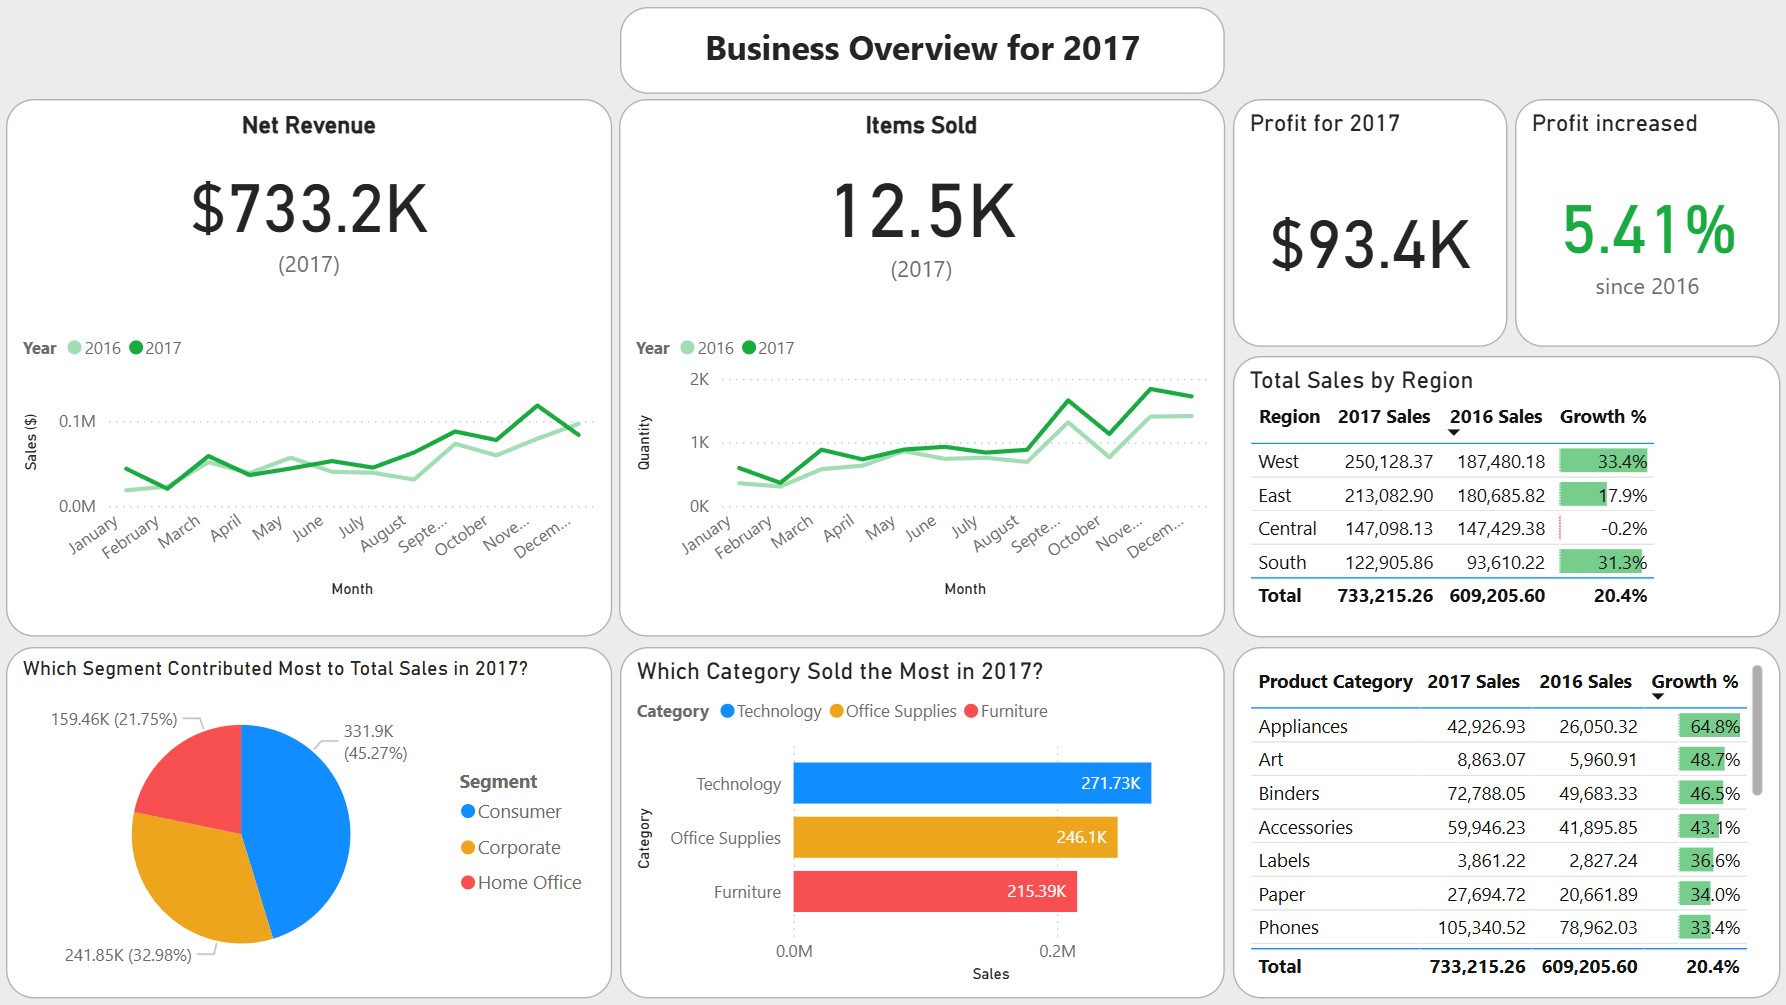 Business Overview for 2017
Net Revenue
$733.2K
(2017)
Year 2016 2017
Sales ($)
0.1M
0.0M
January February March April May June July August Septe... October Nove... Decem...
Month
Items Sold
12.5K
(2017)
Year 2016 2017
Quantity
2K
1K
0K
January February March April May June July August Septe... October Nove... Decem...
Month
Profit for 2017
$93.4K
Profit increased
5.41%
since 2016
Total Sales by Region
Region 2017 Sales 2016 Sales Growth %
West 250,128.37 187,480.18 33.4%
East 213,082.90 180,685.82 17.9%
Central 147,098.13 147,429.38 -0.2%
South 122,905.86 93,610.22 31.3%
Total 733,215.26 609,205.60 20.4%
Which Segment Contributed Most to Total Sales in 2017?
159.46K (21.75%)
331.9K
(45.27%)
241.85K (32.98%)
Segment
Consumer
Corporate
Home Office
Which Category Sold the Most in 2017?
Category Technology Office Supplies Furniture
Category
Technology 271.73K
Office Supplies 246.1K
Furniture 215.39K
0.0M 0.2M
Sales
Product Category 2017 Sales 2016 Sales Growth %
Appliances 42,926.93 26,050.32 64.8%
Art 8,863.07 5,960.91 48.7%
Binders 72,788.05 49,683.33 46.5%
Accessories 59,946.23 41,895.85 43.1%
Labels 3,861.22 2,827.24 36.6%
Paper 27,694.72 20,661.89 34.0%
Phones 105,340.52 78,962.03 33.4%
Total 733,215.26 609,205.60 20.4%